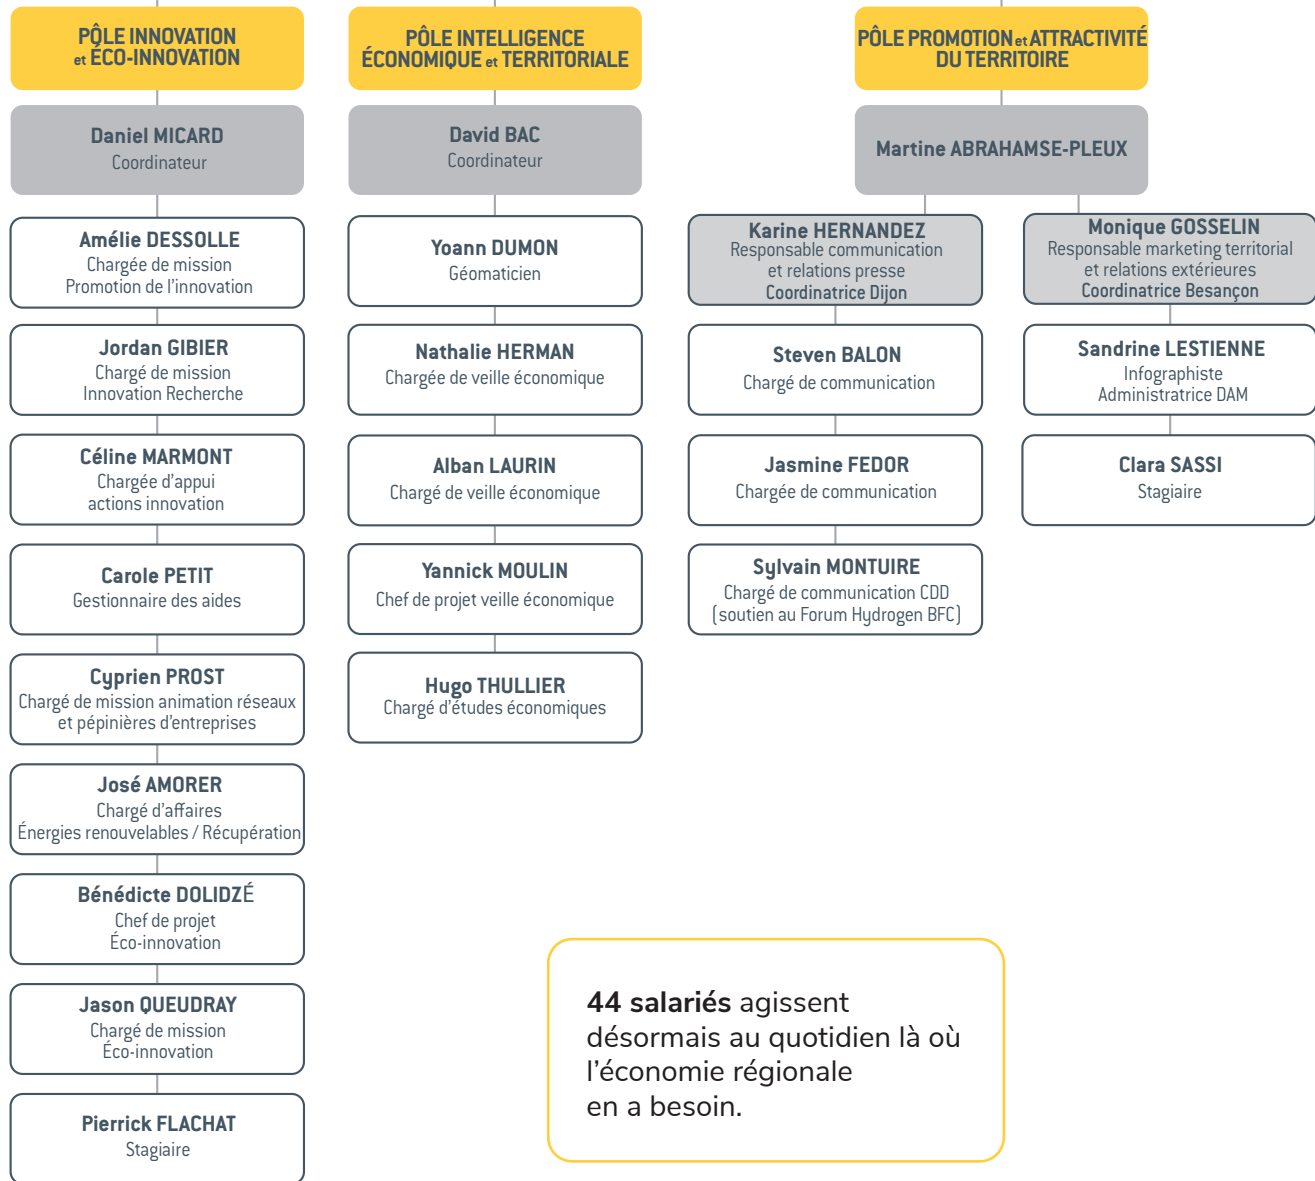 PÔLE INNOVATION
et ÉCO-INNOVATION
Daniel MICARD
Coordinateur
Amélie DESSOLLE
Chargée de mission
Promotion de l'innovation
Jordan GIBIER
Chargé de mission
Innovation Recherche
Céline MARMONT
Chargée d'appui
actions innovation
Carole PETIT
Gestionnaire des aides
Cyprien PROST
Chargé de mission animation réseaux
et pépinières d'entreprises
José AMORER
Chargé d'affaires
Énergies renouvelables / Récupération
Bénédicte DOLIDZÉ
Chef de projet
Éco-innovation
Jason QUEUDRAY
Chargé de mission
Éco-innovation
Pierrick FLACHAT
Stagiaire
PÔLE INTELLIGENCE
ÉCONOMIQUE et TERRITORIALE
David BAC
Coordinateur
Yoann DUMON
Géomaticien
Nathalie HERMAN
Chargée de veille économique
Alban LAURIN
Chargé de veille économique
Yannick MOULIN
Chef de projet veille économique
Hugo THULLIER
Chargé d'études économiques
PÔLE PROMOTION et ATTRACTIVITÉ
DU TERRITOIRE
Martine ABRAHAMSE-PLEUX
Karine HERNANDEZ
Responsable communication
et relations presse
Coordinatrice Dijon
Steven BALON
Chargé de communication
Jasmine FEDOR
Chargée de communication
Sylvain MONTUIRE
Chargé de communication CDD
(soutien au Forum Hydrogen BFC)
Monique GOSSELIN
Responsable marketing territorial
et relations extérieures
Coordinatrice Besançon
Sandrine LESTIENNE
Infographiste
Administratrice DAM
Clara SASSI
Stagiaire
44 salariés agissent
désormais au quotidien là où
l'économie régionale
en a besoin.